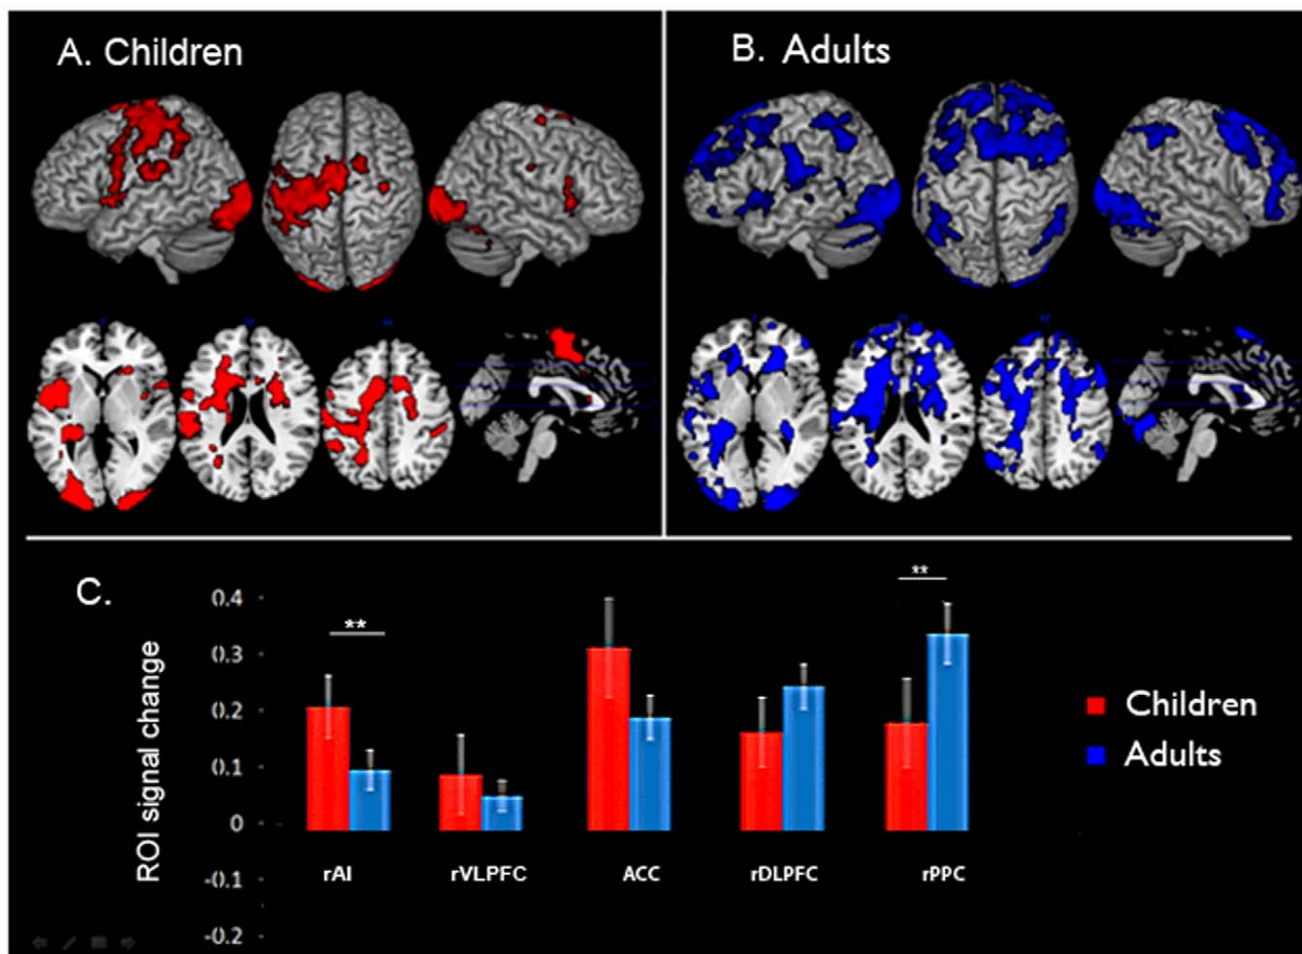 A. Children
B. Adults
C.
ROI signal change
0.4
0.3
0.2
0.1
0
-0.1
-0.2
**
**
rAI
rVLPFC
ACC
rDLPFC
rPPC
Children
Adults